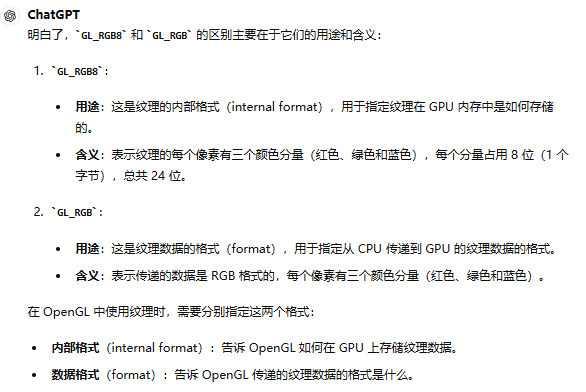 ChatGPT
明白了，`GL_RGB8` 和 `GL_RGB` 的区别主要在于它们的用途和含义：
1. `GL_RGB8`：
• 用途：这是纹理的内部格式（internal format），用于指定纹理在 GPU 内存中是如何存储
的。
• 含义：表示纹理的每个像素有三个颜色分量（红色、绿色和蓝色），每个分量占用 8 位（1 个
字节），总共 24 位。
2. `GL_RGB`：
• 用途：这是纹理数据的格式（format），用于指定从 CPU 传递到 GPU 的纹理数据的格式。
• 含义：表示传递的数据是 RGB 格式的，每个像素有三个颜色分量（红色、绿色和蓝色）。
在 OpenGL 中使用纹理时，需要分别指定这两个格式：
• 内部格式（internal format）：告诉 OpenGL 如何在 GPU 上存储纹理数据。
• 数据格式（format）：告诉 OpenGL 传递的纹理数据的格式是什么。